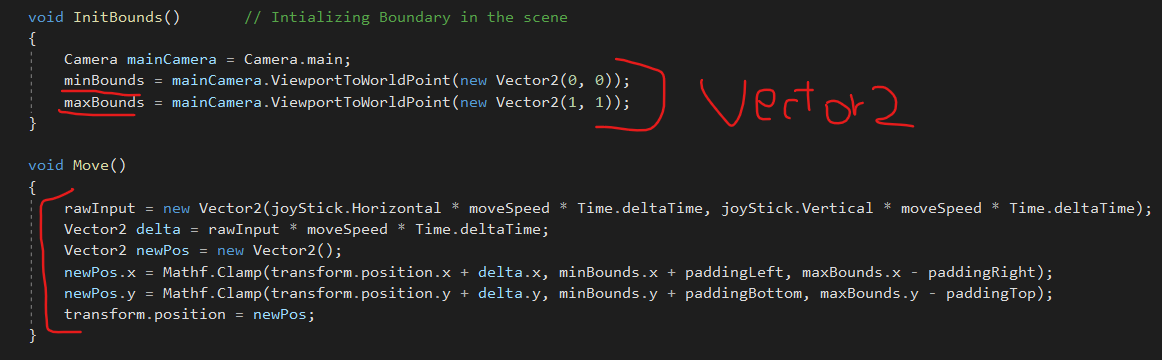 void InitBounds() // Intializing Boundary in the scene
{
Camera mainCamera = Camera.main;
minBounds = mainCamera.ViewportToWorldPoint(new Vector2(0, 0));
maxBounds = mainCamera.ViewportToWorldPoint(new Vector2(1, 1));
Vector2
}
void Move()
{
rawInput = new Vector2(joyStick.Horizontal * moveSpeed * Time.deltaTime, joyStick.Vertical * moveSpeed * Time.deltaTime);
Vector2 delta = rawInput * moveSpeed * Time.deltaTime;
Vector2 newPos = new Vector2();
newPos.x = Mathf.Clamp(transform.position.x + delta.x, minBounds.x + paddingLeft, maxBounds.x - paddingRight);
newPos.y = Mathf.Clamp(transform.position.y + delta.y, minBounds.y + paddingBottom, maxBounds.y - paddingTop);
transform.position = newPos;
}